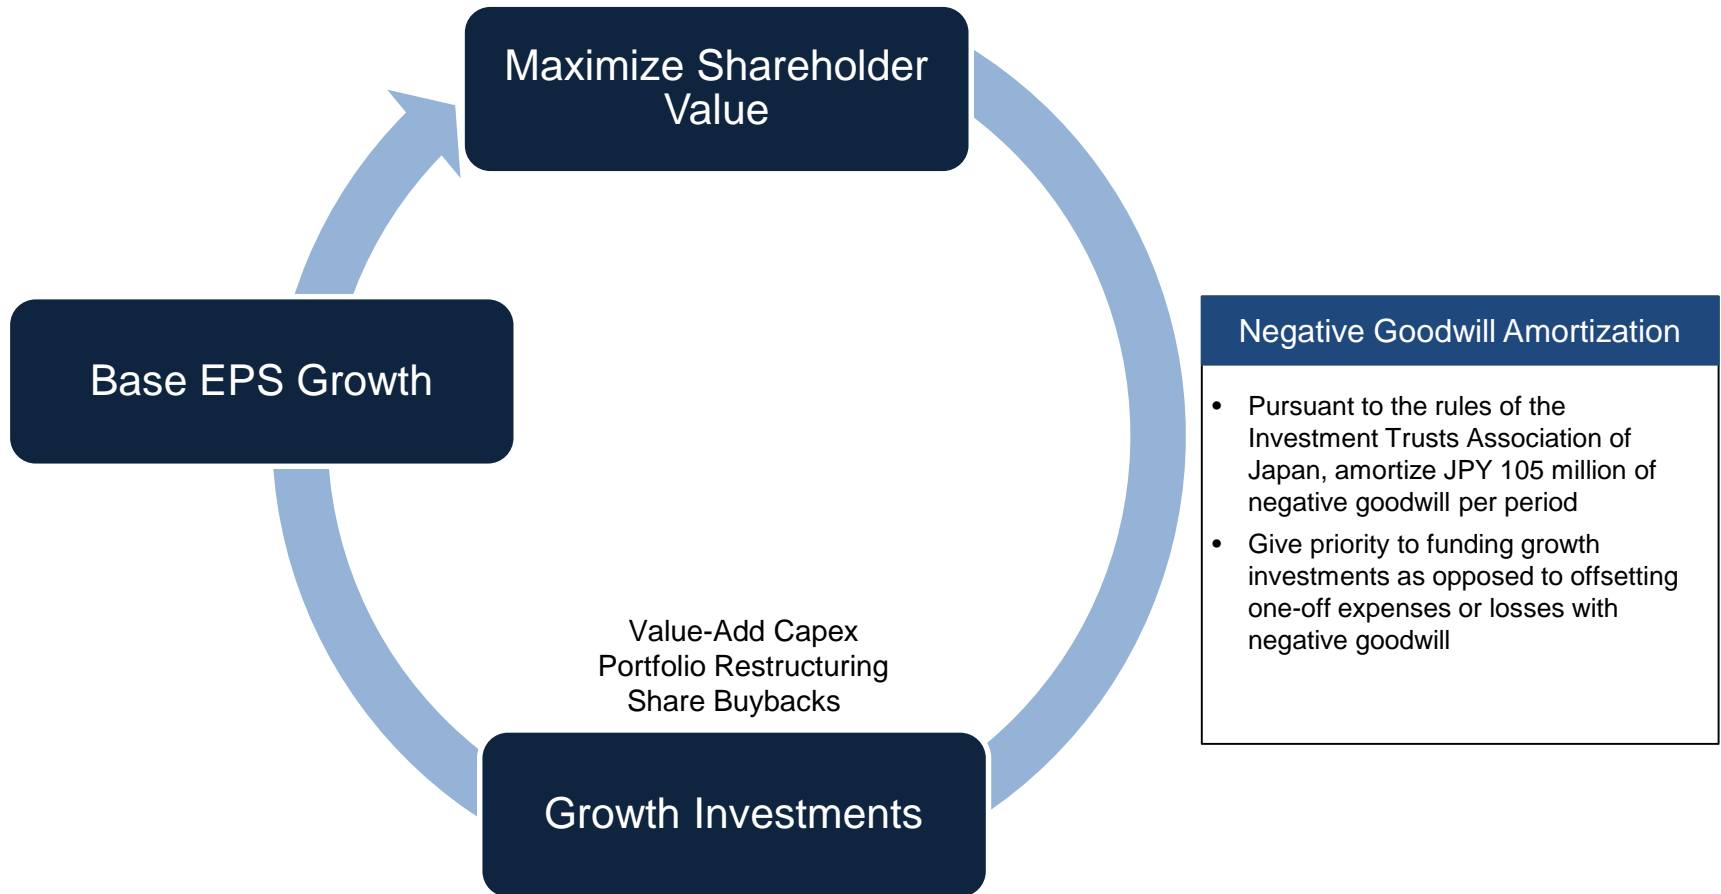 Maximize Shareholder
Value
Base EPS Growth
Value-Add Capex
Portfolio Restructuring
Share Buybacks
Growth Investments
Negative Goodwill Amortization
• Pursuant to the rules of the
Investment Trusts Association of
Japan, amortize JPY 105 million of
negative goodwill per period
• Give priority to funding growth
investments as opposed to offsetting
one-off expenses or losses with
negative goodwill